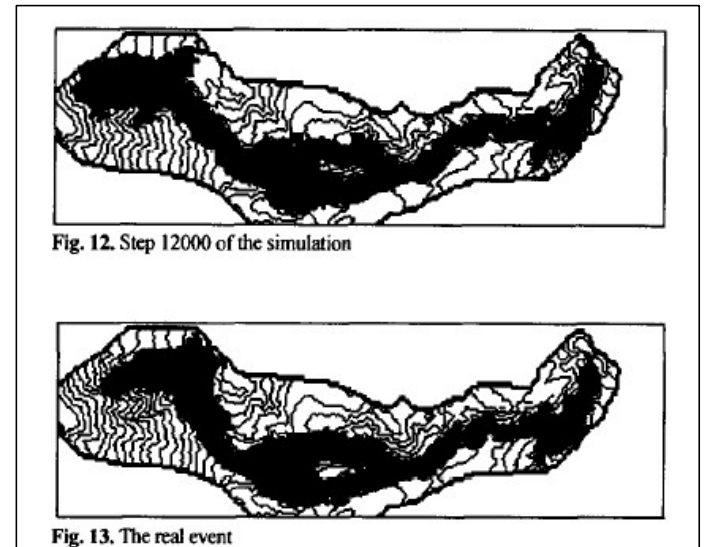 Fig. 12. Step 12000 of the simulation
Fig. 13. The real event